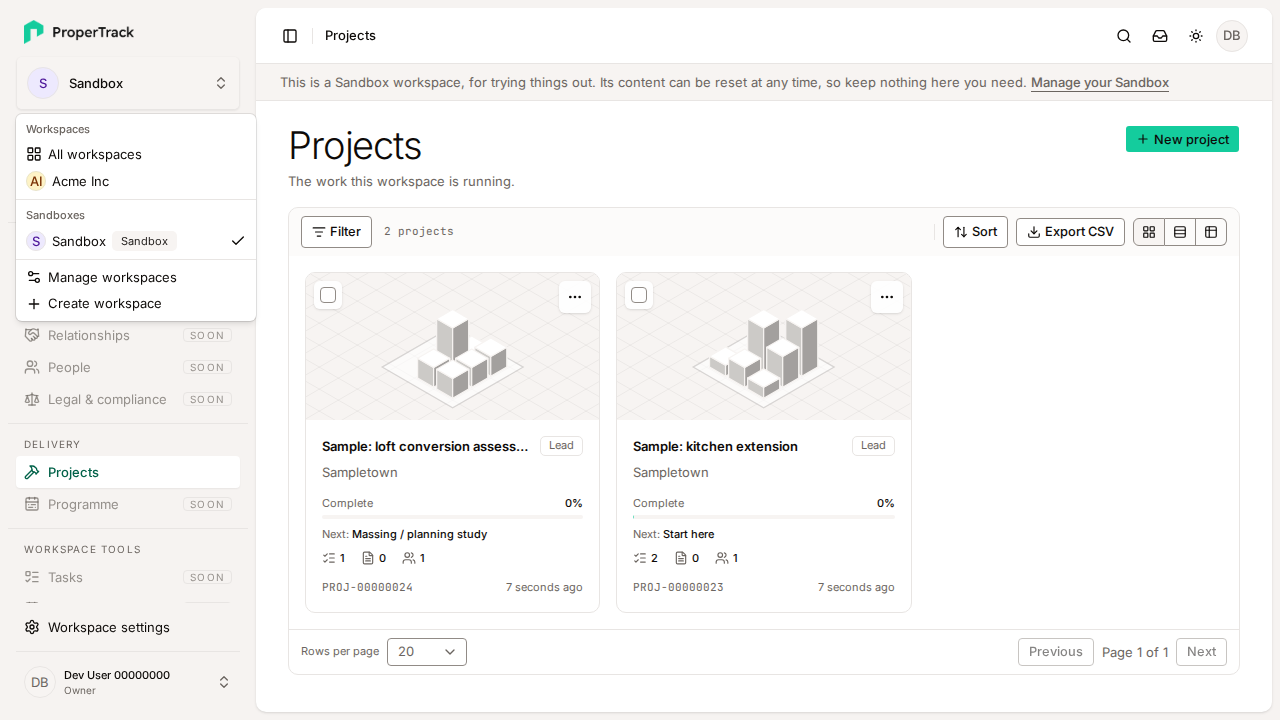 ProperTrack
S Sandbox
Workspaces
All workspaces
AI Acme Inc
Sandboxes
S Sandbox Sandbox
Manage workspaces
Create workspace
Relationships SOON
People SOON
Legal & compliance SOON
DELIVERY
Projects
Programme SOON
WORKSPACE TOOLS
Tasks SOON
Workspace settings
DB Dev User 00000000
Owner
Projects
DB
This is a Sandbox workspace, for trying things out. Its content can be reset at any time, so keep nothing here you need. Manage your Sandbox
Projects
New project
The work this workspace is running.
Filter 2 projects Sort Export CSV
Sample: loft conversion assess... Lead
Sampletown
Complete 0%
Next: Massing / planning study
1 0 1
PROJ-00000024 7 seconds ago
Sample: kitchen extension Lead
Sampletown
Complete 0%
Next: Start here
2 0 1
PROJ-00000023 7 seconds ago
Rows per page 20 Previous Page 1 of 1 Next